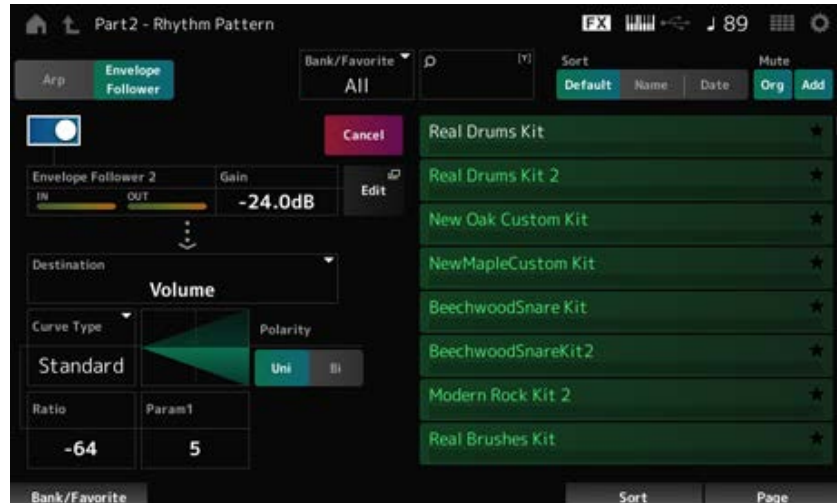 Part2 - Rhythm Pattern
FX
♩ 89
Arp
Envelope
Follower
Bank/Favorite
All
[Y]
Sort
Default
Name
Date
Mute
Org
Add
Cancel
Envelope Follower 2
IN
OUT
Gain
-24.0dB
Edit
Destination
Volume
Curve Type
Standard
Polarity
Uni
Bi
Ratio
-64
Param1
5
Real Drums Kit
Real Drums Kit 2
New Oak Custom Kit
NewMapleCustom Kit
BeechwoodSnare Kit
BeechwoodSnareKit2
Modern Rock Kit 2
Real Brushes Kit
Bank/Favorite
Sort
Page